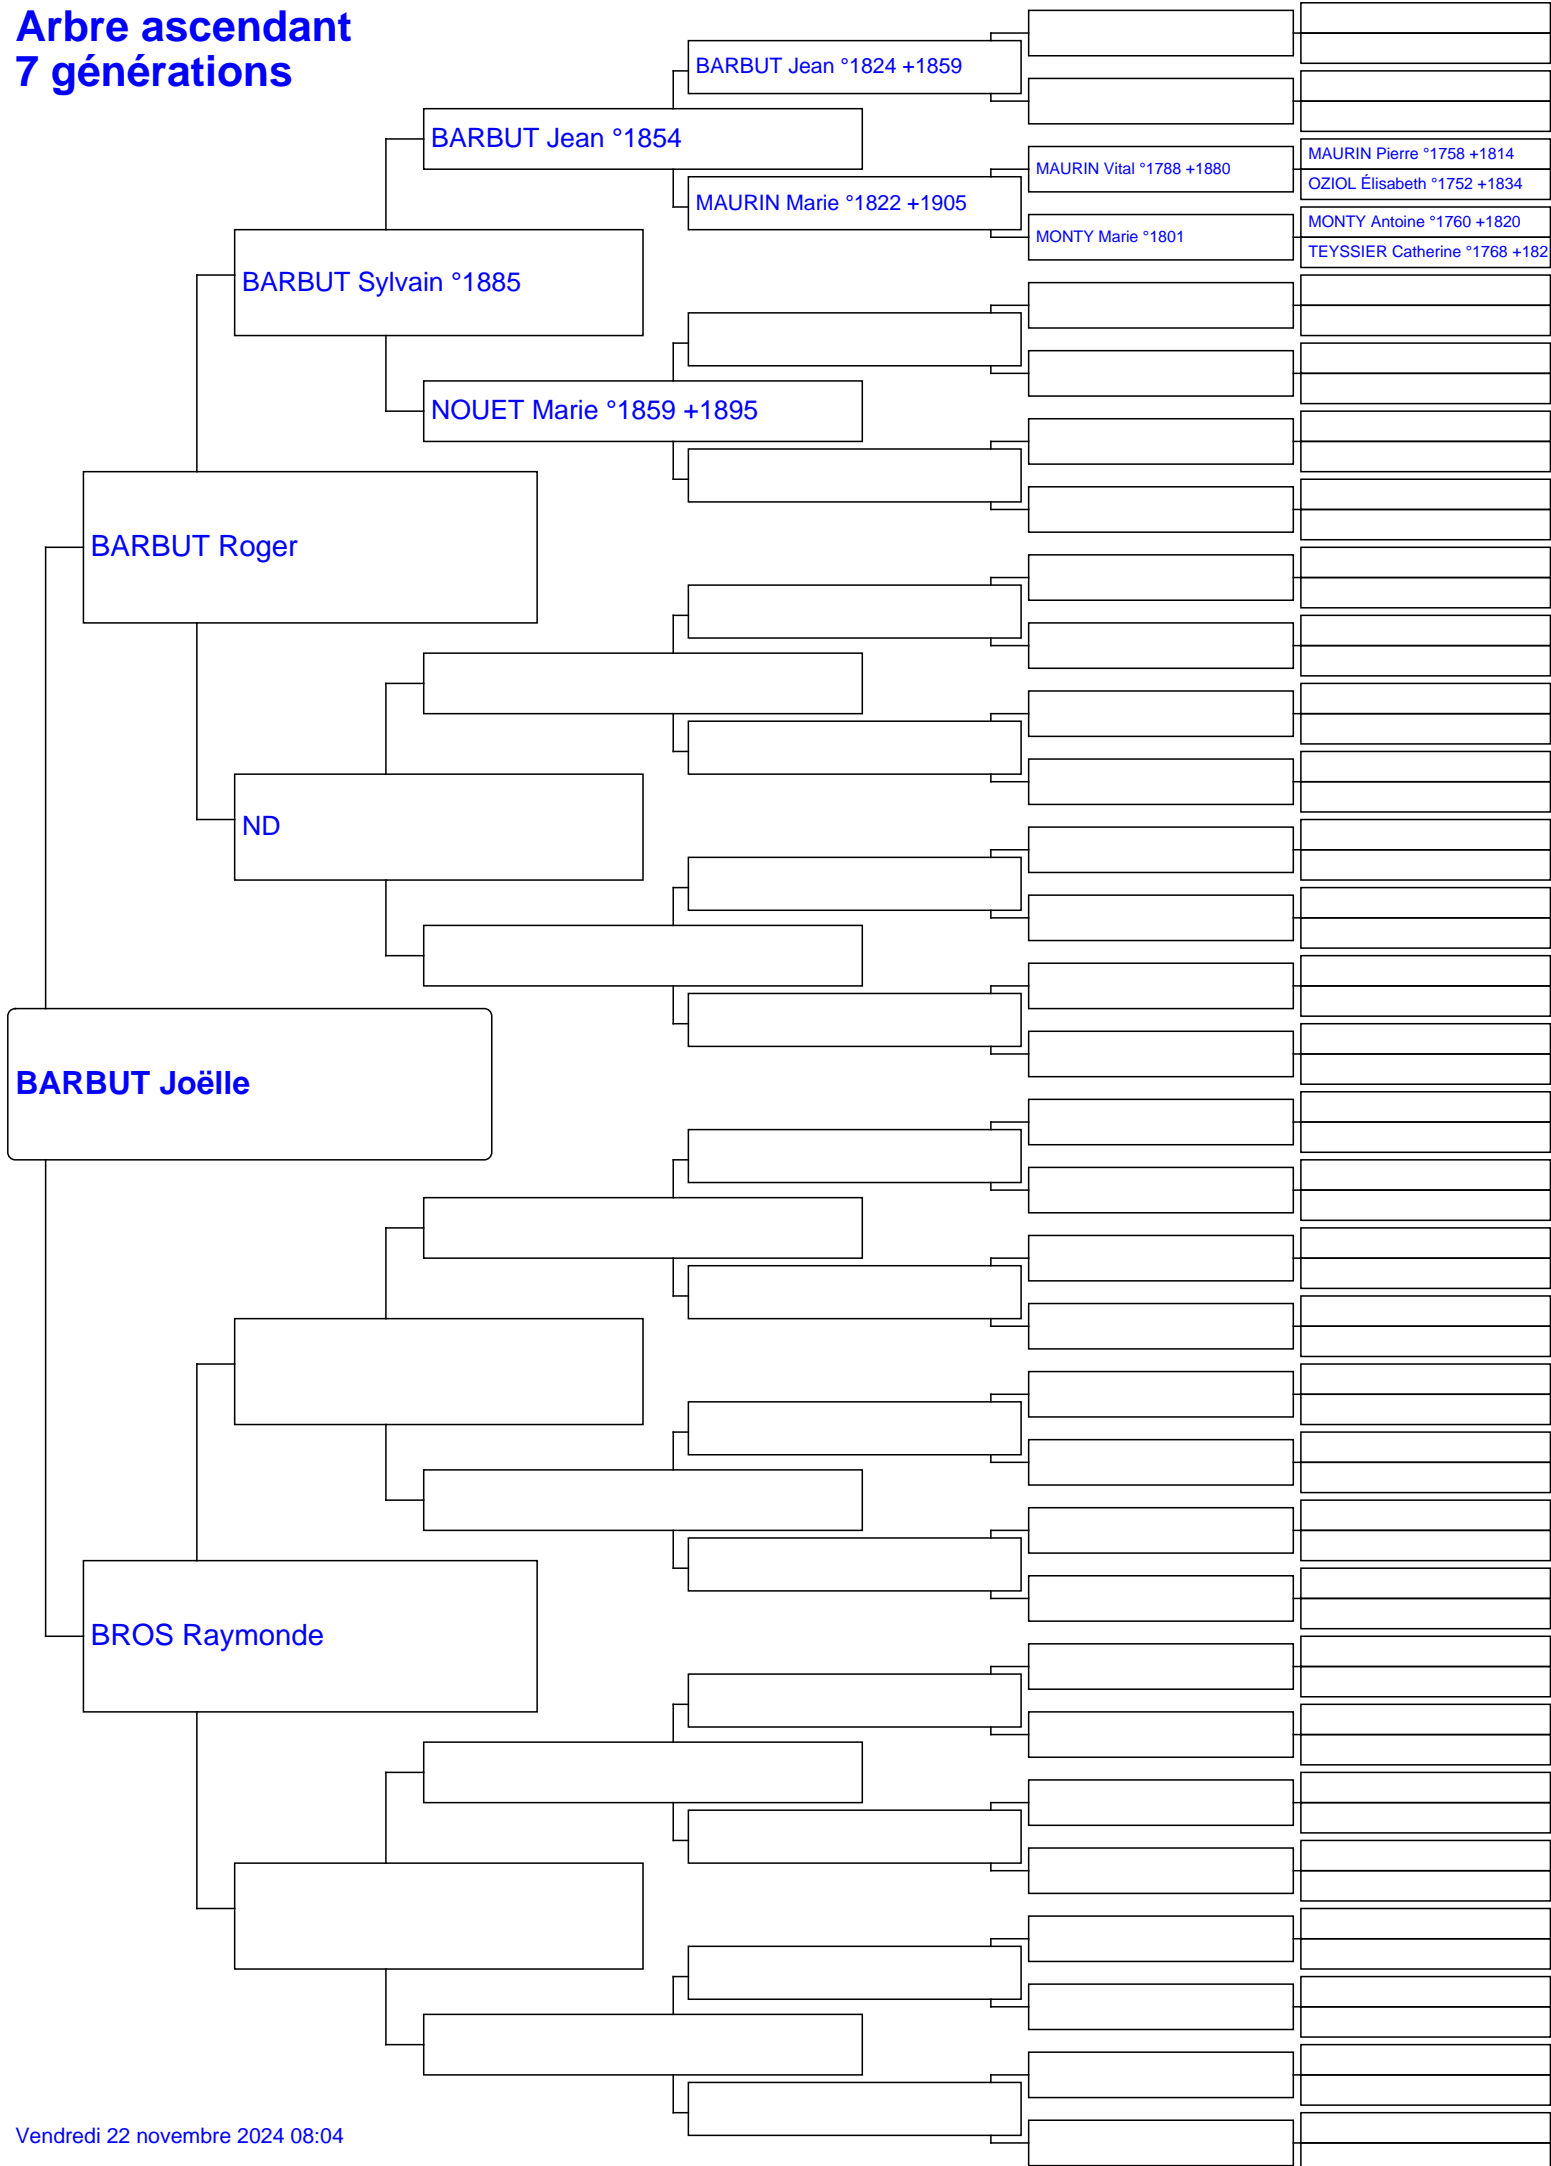 Arbre ascendant
7 générations
BARBUT Jean °1824 +1859
BARBUT Jean °1854
MAURIN Pierre °1758 +1814
MAURIN Vital °1788 +1880
OZIOL Élisabeth °1752 +1834
MAURIN Marie °1822 +1905
MONTY Antoine °1760 +1820
MONTY Marie °1801
TEYSSIER Catherine °1768 +182
BARBUT Sylvain °1885
NOUET Marie °1859 +1895
BARBUT Roger
ND
BARBUT Joëlle
BROS Raymonde
Vendredi 22 novembre 2024 08:04